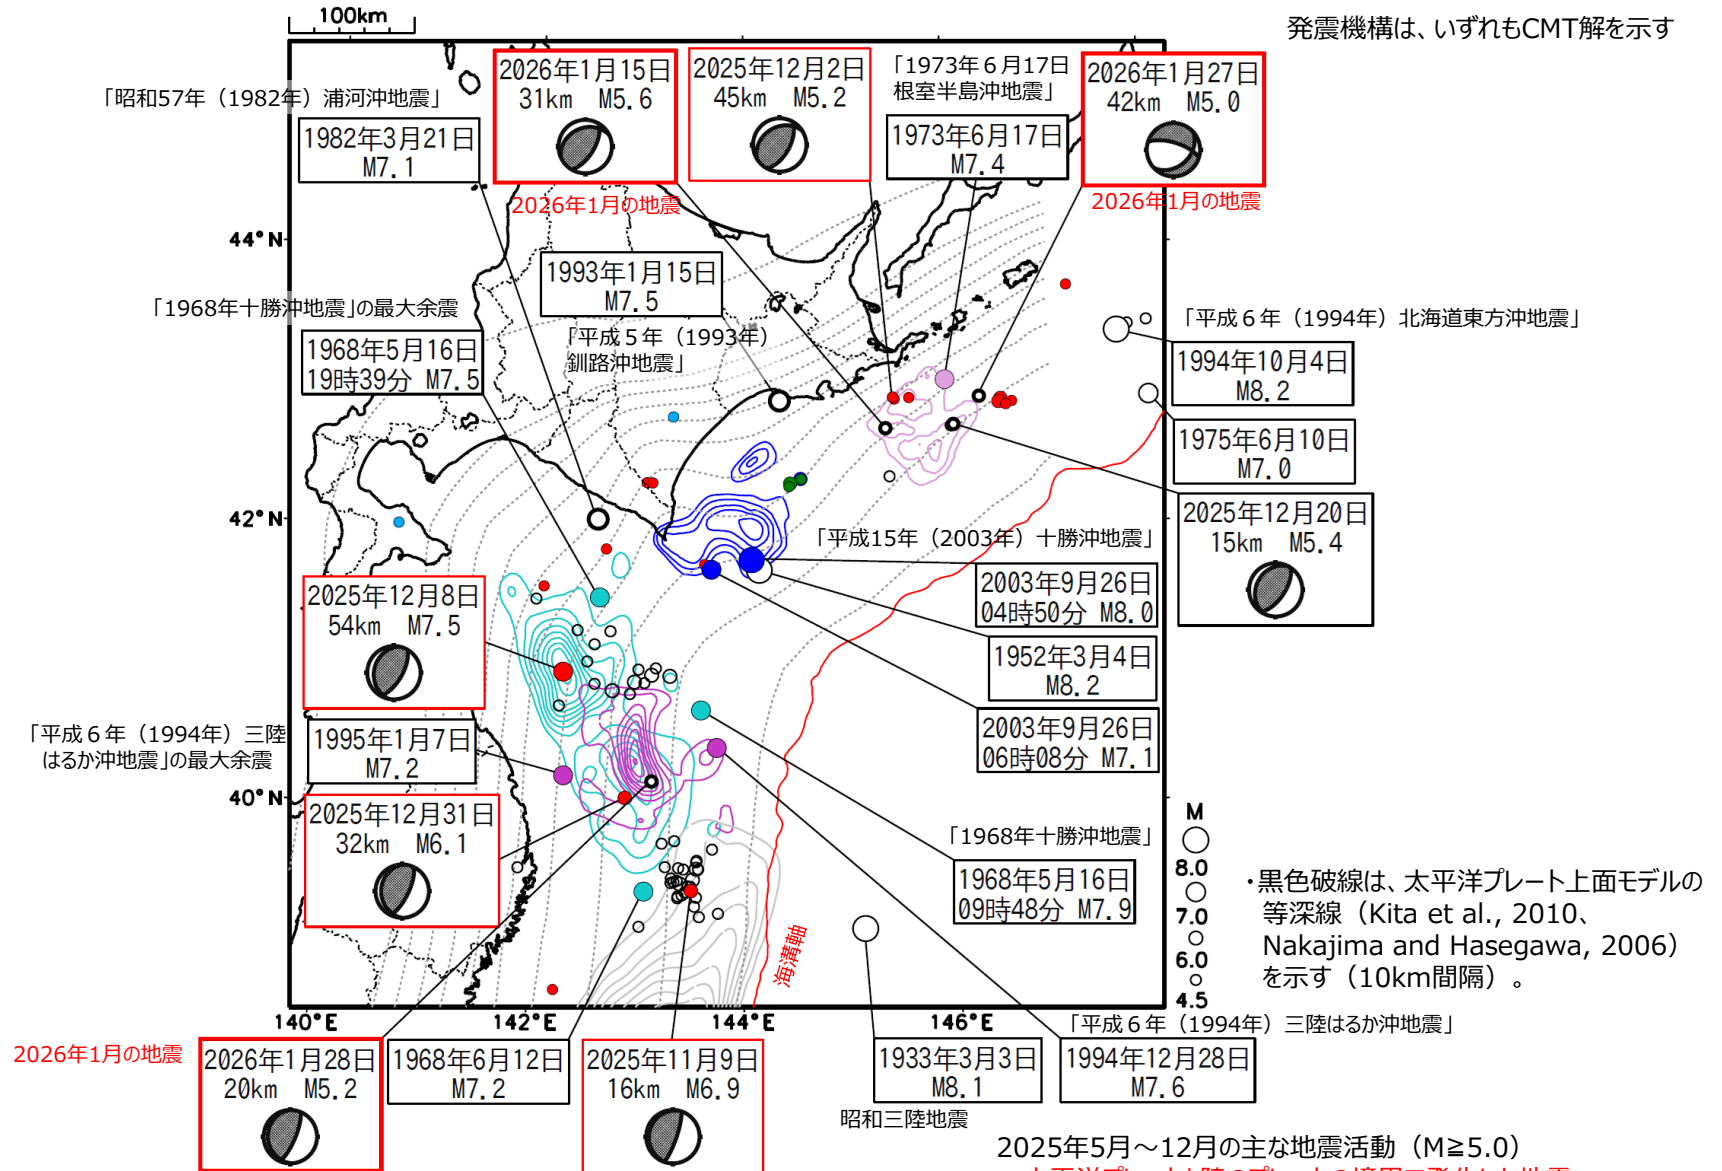 100km
発震機構は、いずれもCMT解を示す
「昭和57年（1982年）浦河沖地震」
1982年3月21日
M7.1
2026年1月15日
31km M5.6
2026年1月の地震
2025年12月2日
45km M5.2
「1973年６月17日
根室半島沖地震」
1973年6月17日
M7.4
2026年1月27日
42km M5.0
2026年1月の地震
44°N
1993年1月15日
M7.5
「平成５年（1993年）
釧路沖地震」
「1968年十勝沖地震」の最大余震
1968年5月16日
19時39分 M7.5
「平成６年（1994年）北海道東方沖地震」
1994年10月4日
M8.2
1975年6月10日
M7.0
42°N
2025年12月20日
15km M5.4
「平成15年（2003年）十勝沖地震」
2003年9月26日
04時50分 M8.0
1952年3月4日
M8.2
2003年9月26日
06時08分 M7.1
2025年12月8日
54km M7.5
「平成６年（1994年）三陸
はるか沖地震」の最大余震
1995年1月7日
M7.2
40°N
2025年12月31日
32km M6.1
「1968年十勝沖地震」
1968年5月16日
09時48分 M7.9
海溝軸
M
8.0
7.0
6.0
4.5
・黒色破線は、太平洋プレート上面モデルの
等深線（Kita et al., 2010、
Nakajima and Hasegawa, 2006）
を示す（10km間隔）。
140°E
142°E
144°E
146°E
「平成６年（1994年）三陸はるか沖地震」
2026年1月の地震
2026年1月28日
20km M5.2
1968年6月12日
M7.2
2025年11月9日
16km M6.9
1933年3月3日
M8.1
昭和三陸地震
1994年12月28日
M7.6
2025年5月～12月の主な地震活動（M≧5.0）